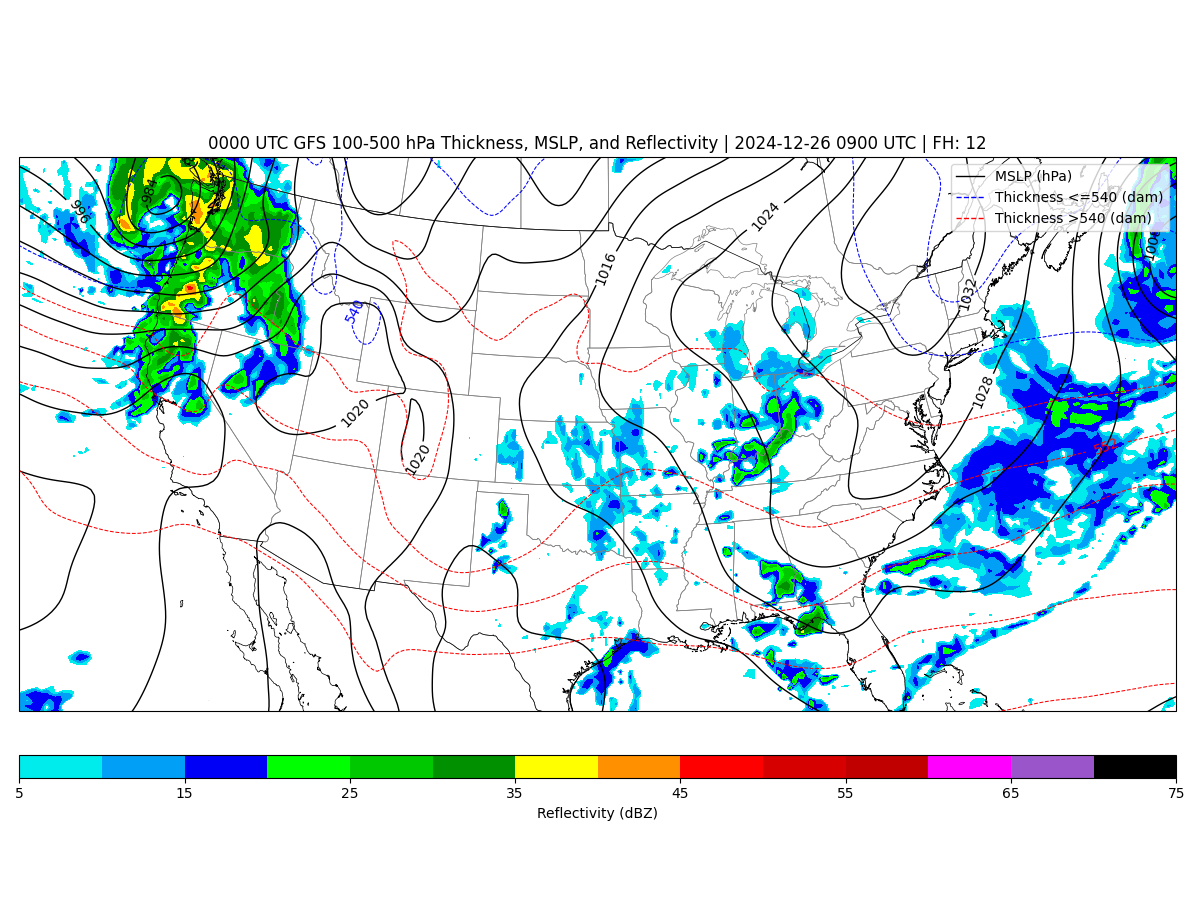 0000 UTC GFS 100-500 hPa Thickness, MSLP, and Reflectivity | 2024-12-26 0900 UTC | FH: 12
MSLP (hPa)
Thickness <=540 (dam)
Thickness >540 (dam)
984
996
1024
1016
1032
540
1028
1020
1020
5 15 25 35 45 55 65 75
Reflectivity (dBZ)